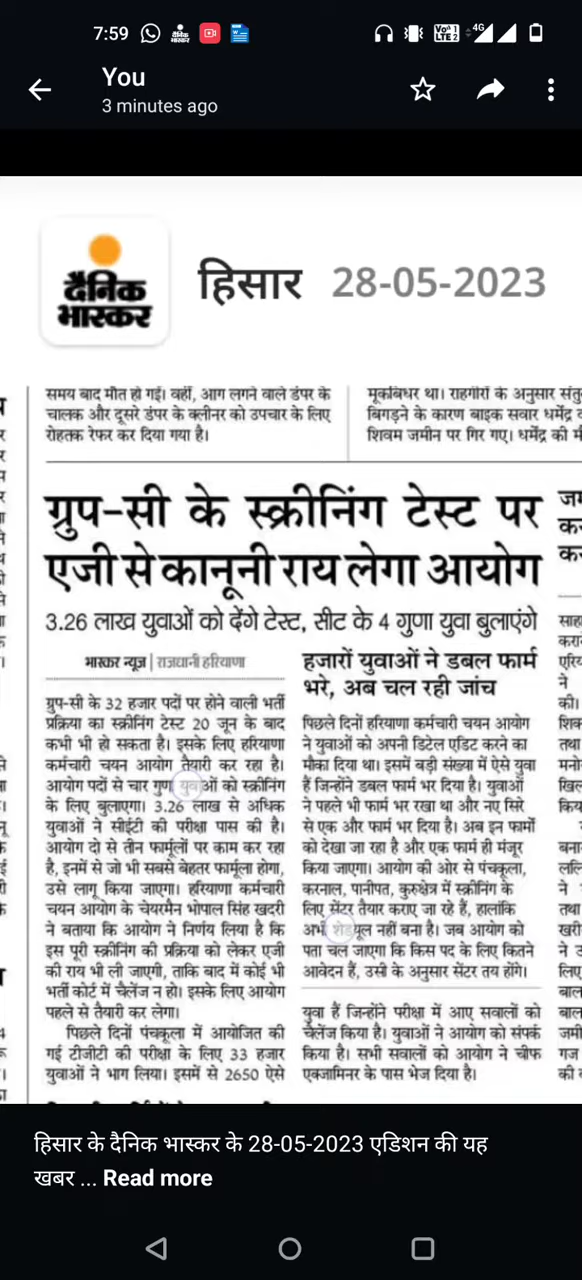 7:59
Vo) 1
LTE 2
4G
You
3 minutes ago
दैनिक
भास्कर
हिसार 28-05-2023
समय बाद मौत हो गई। वहीं, आग लगने वाले डंपर के
चालक और दूसरे डंपर के क्लीनर को उपचार के लिए
रोहतक रेफर कर दिया गया है।
मूकबधिर था। राहगीरों के अनुसार
बिगड़ने के कारण बाइक सवार धर्मेंद्र
शिवम जमीन पर गिर गए। धर्मेंद्र की
ग्रुप-सी के स्क्रीनिंग टेस्ट पर
एजी से कानूनी राय लेगा आयोग
3.26 लाख युवाओं को देंगे टेस्ट, सीट के 4 गुणा युवा बुलाएंगे
भास्कर न्यूज | राजधानी हरियाणा
ग्रुप-सी के 32 हजार पदों पर होने वाली भर्ती
प्रक्रिया का स्क्रीनिंग टेस्ट 20 जून के बाद
कभी भी हो सकता है। इसके लिए हरियाणा
कर्मचारी चयन आयोग तैयारी कर रहा है।
आयोग पदों से चार गुणा युवाओं को स्क्रीनिंग
के लिए बुलाएगा। 3.26 लाख से अधिक
युवाओं ने सीईटी की परीक्षा पास की है।
आयोग दो से तीन फार्मूलों पर काम कर रहा
है, इनमें से जो भी सबसे बेहतर फार्मूला होगा,
उसे लागू किया जाएगा। हरियाणा कर्मचारी
चयन आयोग के चेयरमैन भोपाल सिंह खदरी
ने बताया कि आयोग ने निर्णय लिया है कि
इस पूरी स्क्रीनिंग की प्रक्रिया को लेकर एजी
की राय भी ली जाएगी, ताकि बाद में कोई भी
भर्ती कोर्ट में चैलेंज न हो। इसके लिए आयोग
पहले से तैयारी कर लेगा।
पिछले दिनों पंचकूला में आयोजित की
गई टीजीटी की परीक्षा के लिए 33 हजार
युवाओं ने भाग लिया। इसमें से 2650 ऐसे
हजारों युवाओं ने डबल फार्म
भरे, अब चल रही जांच
पिछले दिनों हरियाणा कर्मचारी चयन आयोग
ने युवाओं को अपनी डिटेल एडिट करने का
मौका दिया था। इसमें बड़ी संख्या में ऐसे युवा
हैं जिन्होंने डबल फार्म भर दिया है। युवाओं
ने पहले भी फार्म भर रखा था और नए सिरे
से एक और फार्म भर दिया है। अब इन फार्मों
को देखा जा रहा है और एक फार्म ही मंजूर
किया जाएगा। आयोग की ओर से पंचकूला,
करनाल, पानीपत, कुरुक्षेत्र में स्क्रीनिंग के
लिए सेंटर तैयार कराए जा रहे हैं, हालांकि
अभी शेड्यूल नहीं बना है। जब आयोग को
पता चल जाएगा कि किस पद के लिए कितने
आवेदन हैं, उसी के अनुसार सेंटर तय होंगे।
युवा हैं जिन्होंने परीक्षा में आए सवालों को
चैलेंज किया है। युवाओं ने आयोग को संपर्क
किया है। सभी सवालों को आयोग ने चीफ
एक्जामिनर के पास भेज दिया है।
हिसार के दैनिक भास्कर के 28-05-2023 एडिशन की यह
खबर ... Read more